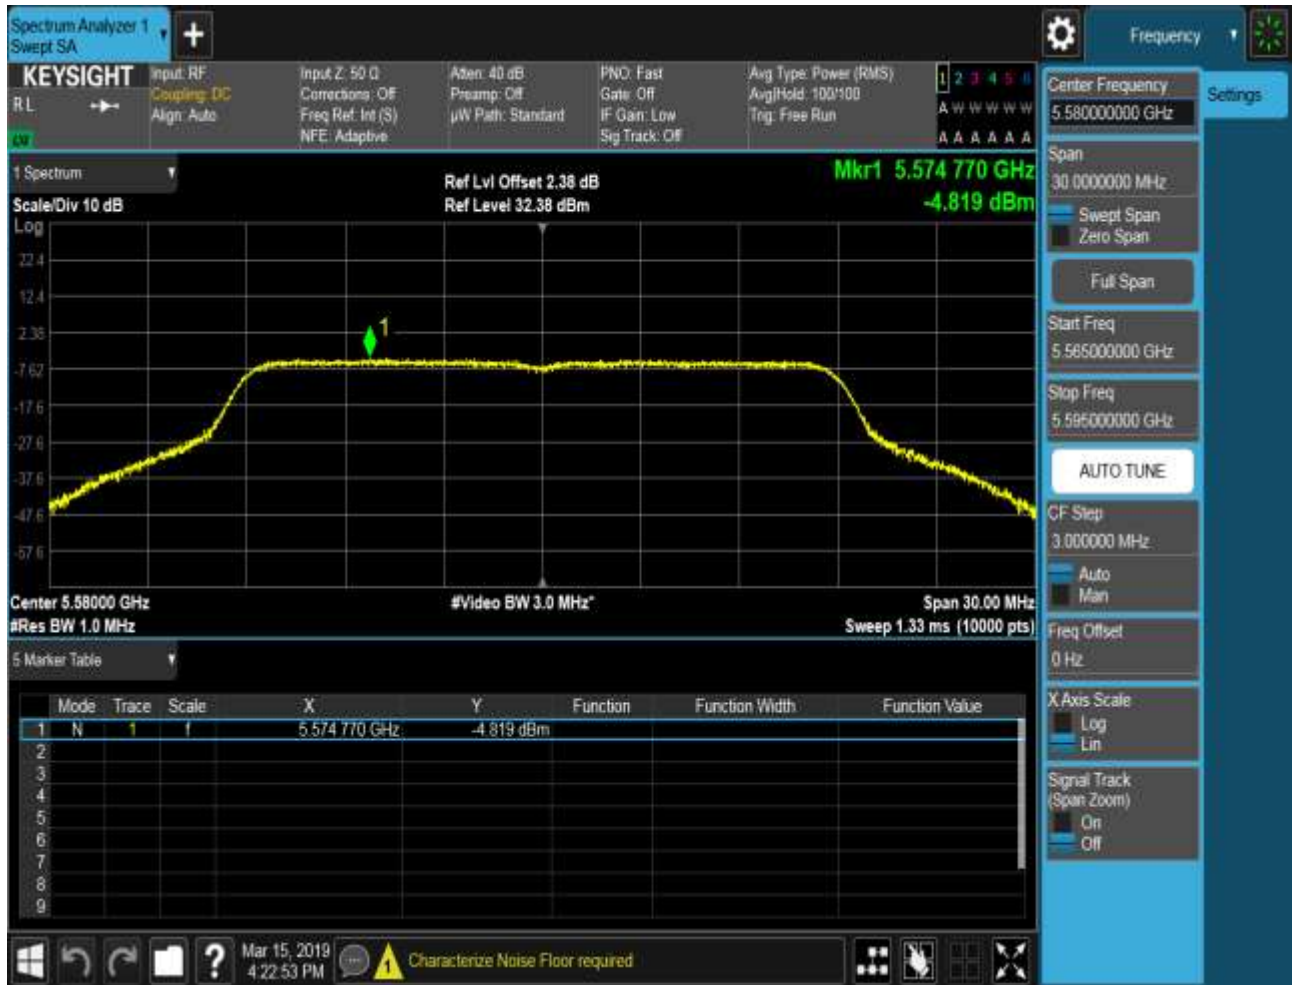 Spectrum Analyzer 1
Swept SA
Frequency
KEYSIGHT
RL
Input: RF
Coupling: DC
Align: Auto
Input Z: 50 Ω
Corrections: Off
Freq Ref: Int (S)
NFE: Adaptive
Atten: 40 dB
Preamp: Off
µW Path: Standard
PNO: Fast
Gate: Off
IF Gain: Low
Sig Track: Off
Avg Type: Power (RMS)
Avg|Hold: 100/100
Trig: Free Run
1 2 3 4 5 6
A W W W W W
A A A A A A
1 Spectrum
Scale/Div 10 dB
Log
Ref Lvl Offset 2.38 dB
Ref Level 32.38 dBm
Mkr1 5.574 770 GHz
-4.819 dBm
22.4
12.4
2.38
-7.62
-17.6
-27.6
-37.6
-47.6
-57.6
1
Center 5.58000 GHz
#Res BW 1.0 MHz
#Video BW 3.0 MHz*
Span 30.00 MHz
Sweep 1.33 ms (10000 pts)
5 Marker Table
Mode Trace Scale X Y Function Function Width Function Value
1 N 1 f 5.574 770 GHz -4.819 dBm
2
3
4
5
6
7
8
9
Mar 15, 2019
4:22:53 PM
1
Characterize Noise Floor required
Settings
Center Frequency
5.580000000 GHz
Span
30.0000000 MHz
Swept Span
Zero Span
Full Span
Start Freq
5.565000000 GHz
Stop Freq
5.595000000 GHz
AUTO TUNE
CF Step
3.000000 MHz
Auto
Man
Freq Offset
0 Hz
X Axis Scale
Log
Lin
Signal Track
(Span Zoom)
On
Off